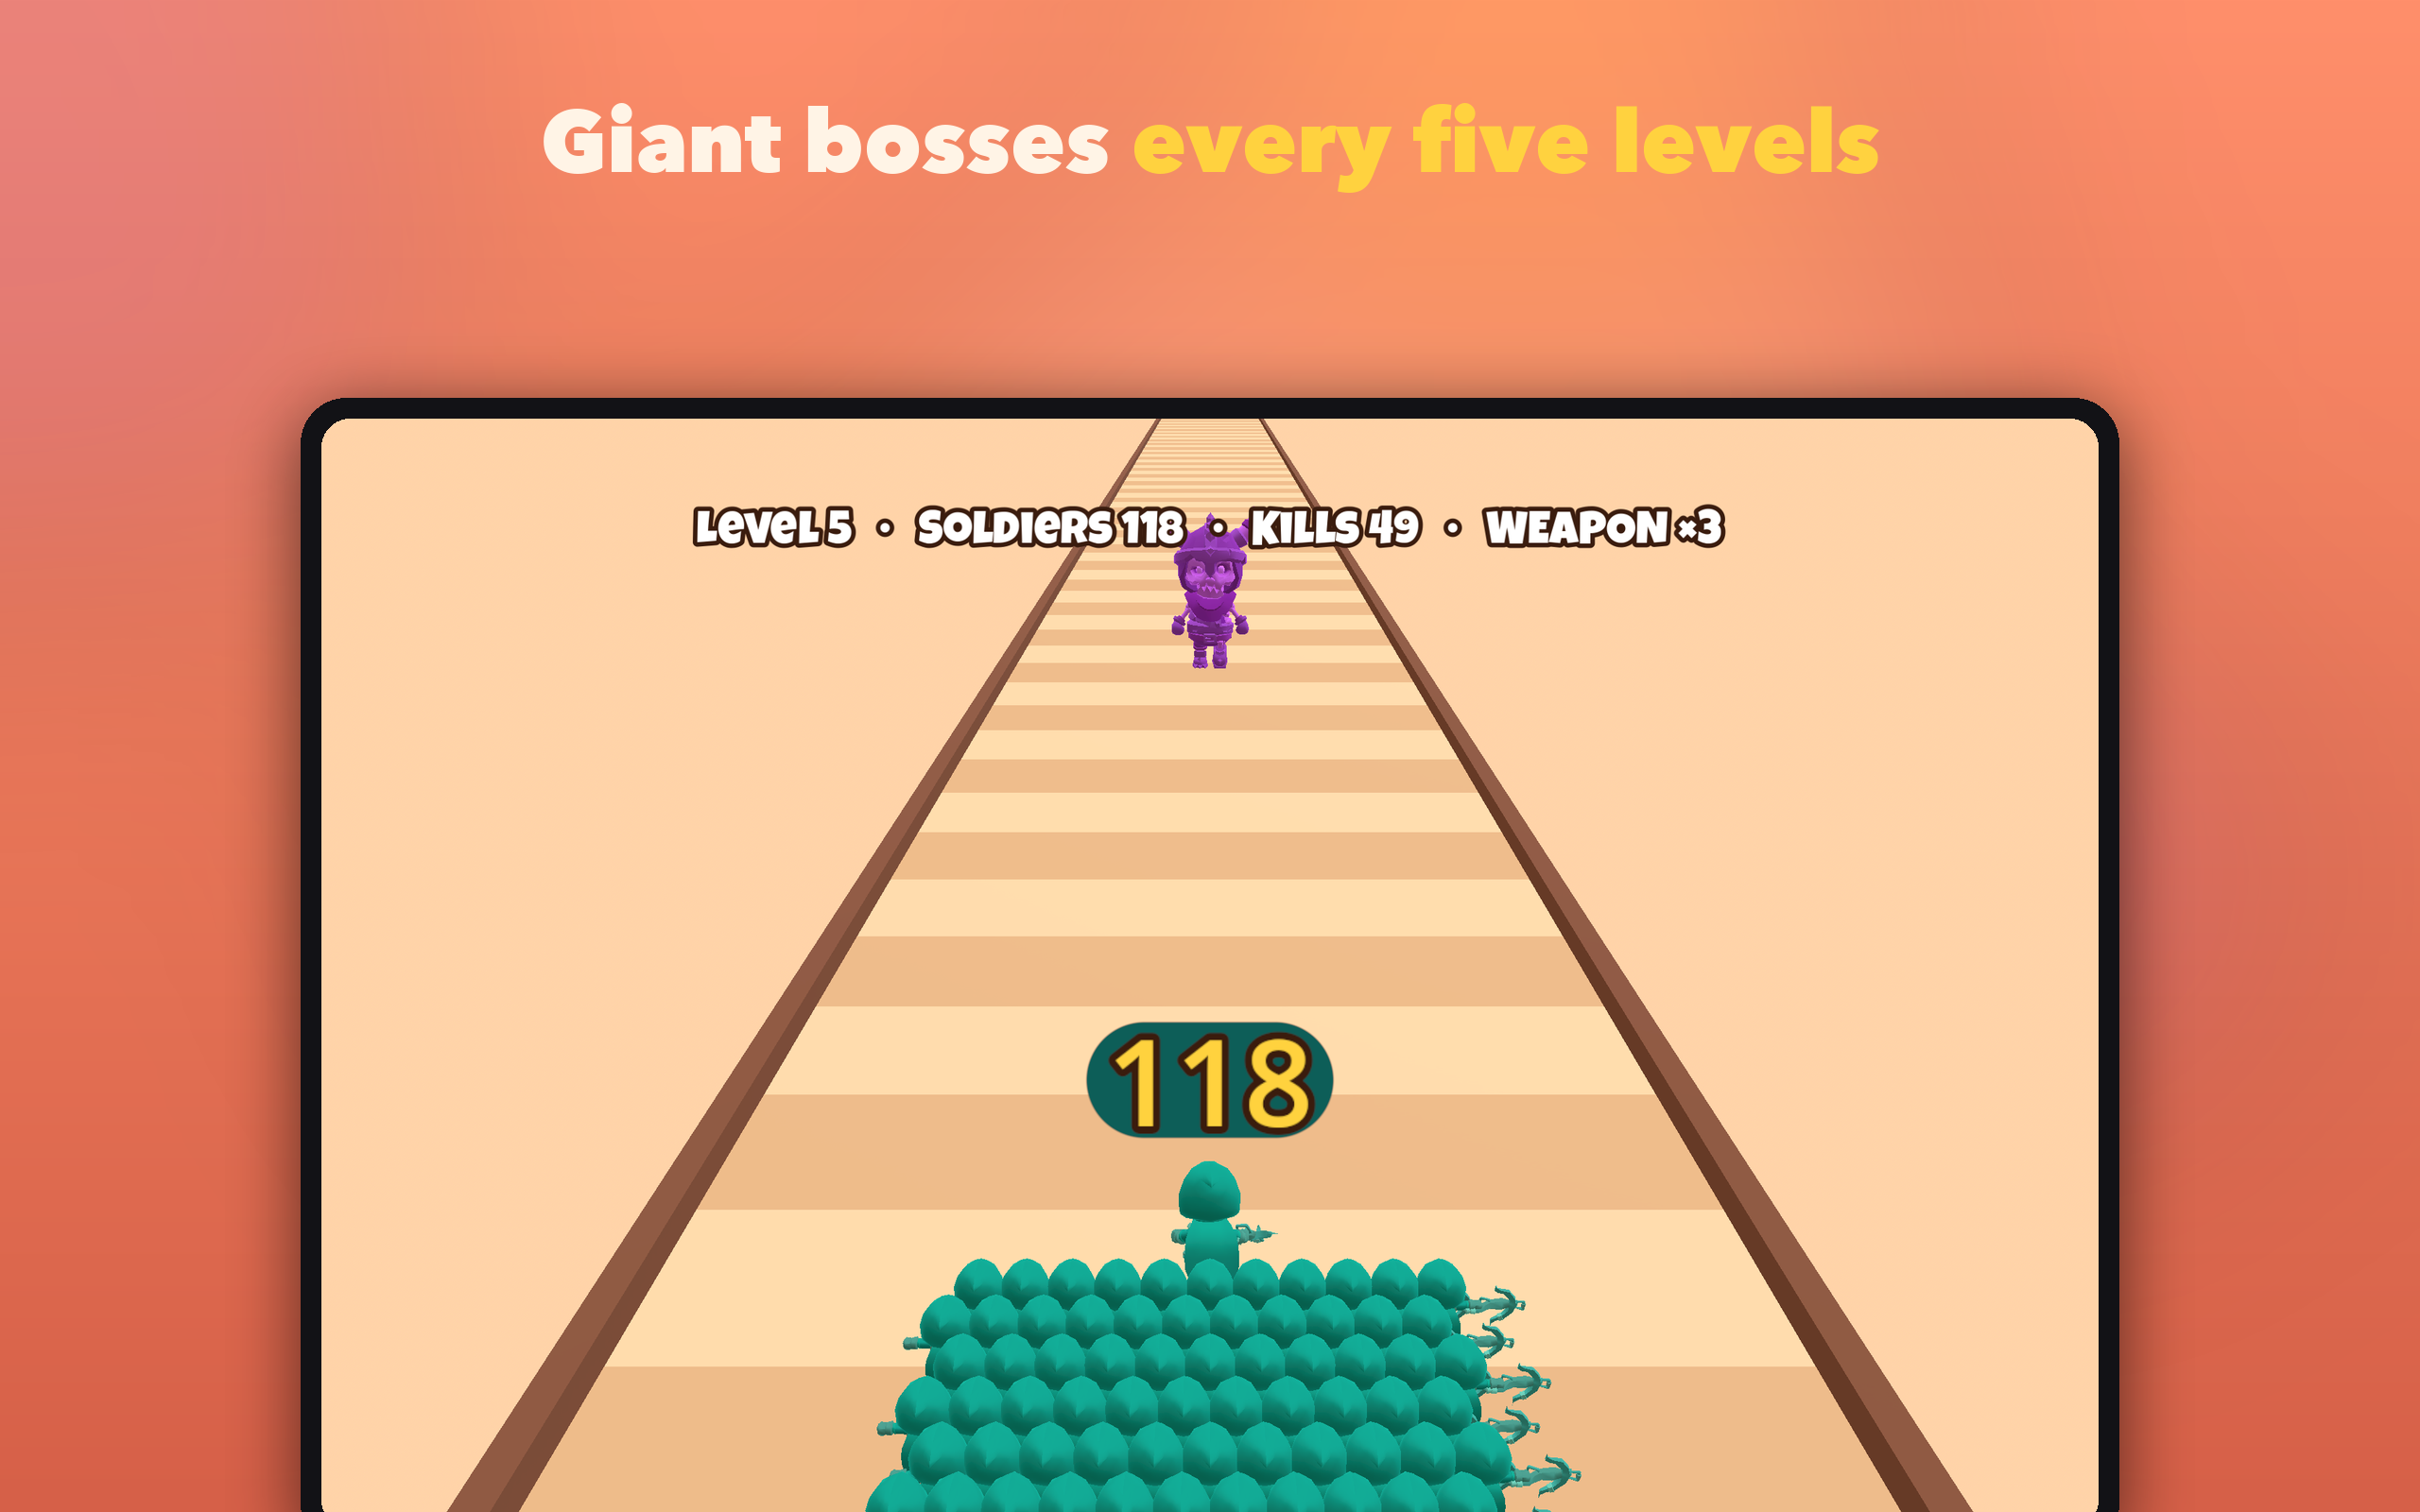 Giant bosses every five levels
LEVEL 5 • SOLDIERS 118 • KILLS 49 • WEAPON ×3
118